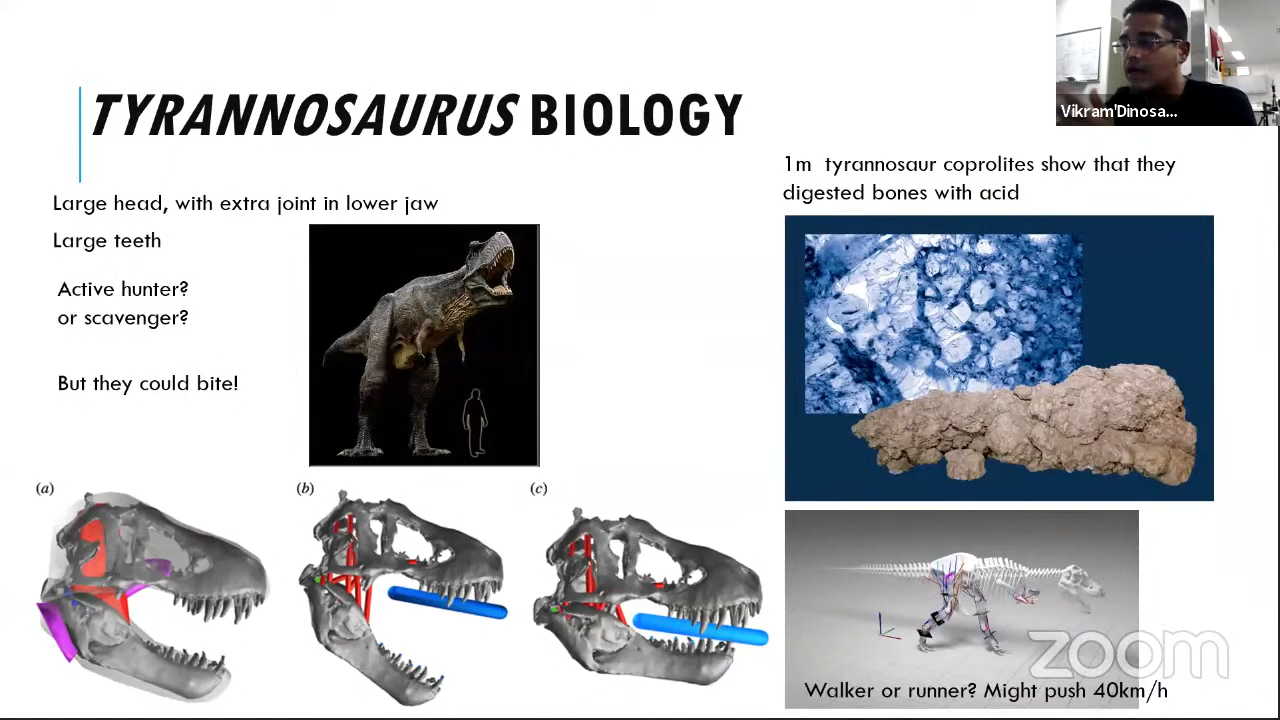 TYRANNOSAURUS BIOLOGY
Large head, with extra joint in lower jaw
Large teeth
Active hunter?
or scavenger?
But they could bite!
(a)
(b)
(c)
Vikram'Dinosa...
1m tyrannosaur coprolites show that they
digested bones with acid
zoom
Walker or runner? Might push 40km/h